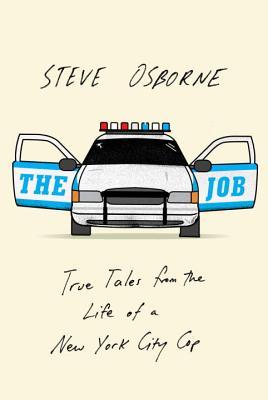 STEVE OSBORNE
THE JOB
True Tales from the
Life of a
New York City Cop